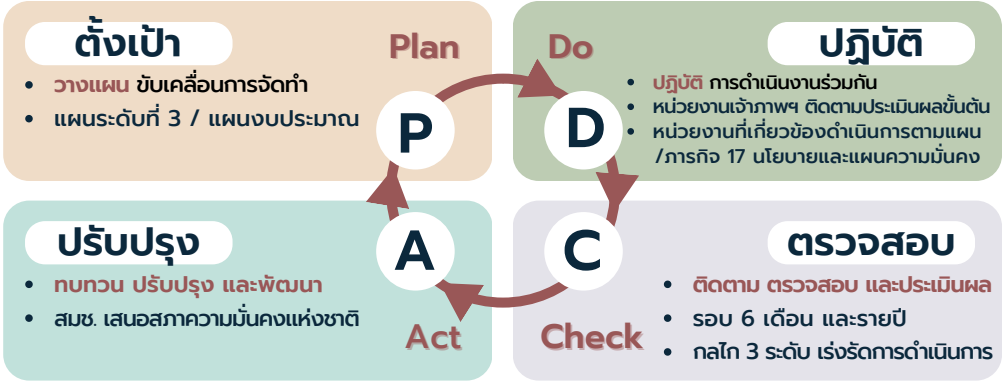 ตั้งเป้า
Plan
• วางแผน ขับเคลื่อนการจัดทำ
• แผนระดับที่ 3 / แผนงบประมาณ
P
Do
ปฏิบัติ
• ปฏิบัติ การดำเนินงานร่วมกัน
• หน่วยงานเจ้าภาพฯ ติดตามประเมินผลขั้นต้น
• หน่วยงานที่เกี่ยวข้องดำเนินการตามแผน
/ภารกิจ 17 นโยบายและแผนความมั่นคง
D
ปรับปรุง
• ทบทวน ปรับปรุง และพัฒนา
• สมช. เสนอสภาความมั่นคงแห่งชาติ
A
Act
ตรวจสอบ
C
• ติดตาม ตรวจสอบ และประเมินผล
• รอบ 6 เดือน และรายปี
• กลไก 3 ระดับ เร่งรัดการดำเนินการ
Check